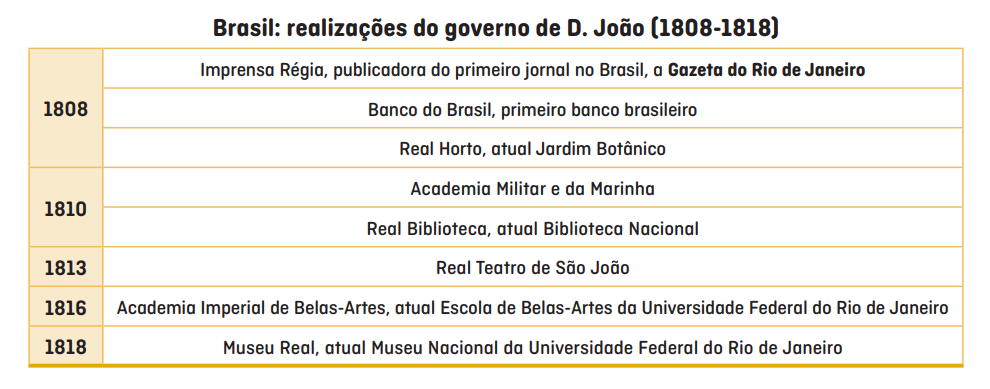 Brasil: realizações do governo de D. João (1808-1818)
1808
Imprensa Régia, publicadora do primeiro jornal no Brasil, a Gazeta do Rio de Janeiro
Banco do Brasil, primeiro banco brasileiro
Real Horto, atual Jardim Botânico
1810
Academia Militar e da Marinha
Real Biblioteca, atual Biblioteca Nacional
1813
Real Teatro de São João
1816
Academia Imperial de Belas-Artes, atual Escola de Belas-Artes da Universidade Federal do Rio de Janeiro
1818
Museu Real, atual Museu Nacional da Universidade Federal do Rio de Janeiro